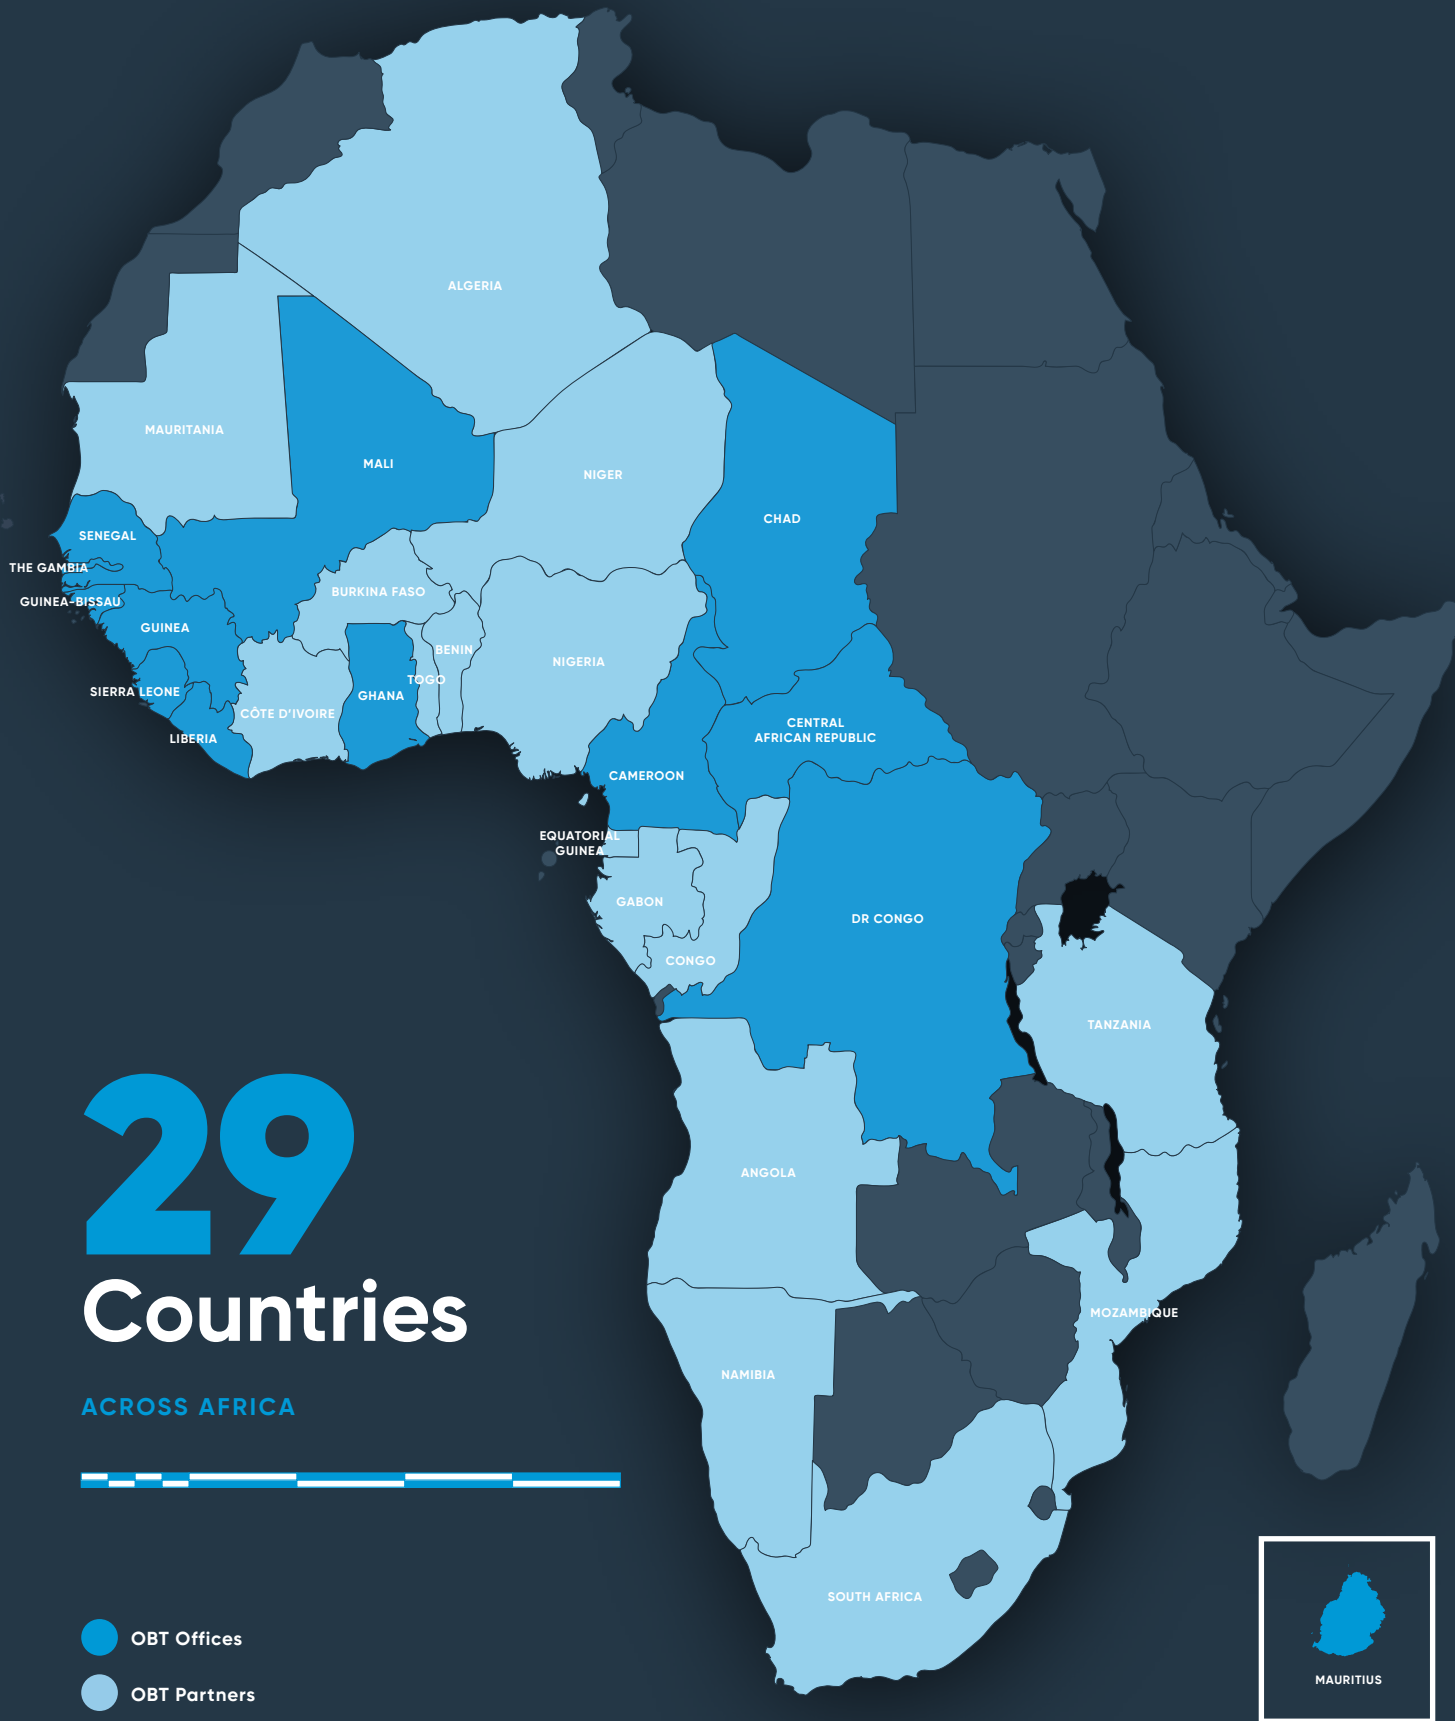 ALGERIA
MAURITANIA
MALI
NIGER
CHAD
SENEGAL
THE GAMBIA
BURKINA FASO
GUINEA-BISSAU
GUINEA
BENIN
NIGERIA
TOGO
SIERRA LEONE
GHANA
CÔTE D'IVOIRE
LIBERIA
CENTRAL
AFRICAN REPUBLIC
CAMEROON
EQUATORIAL
GUINEA
GABON
DR CONGO
CONGO
TANZANIA
ANGOLA
MOZAMBIQUE
NAMIBIA
SOUTH AFRICA
29
Countries
ACROSS AFRICA
OBT Offices
OBT Partners
MAURITIUS